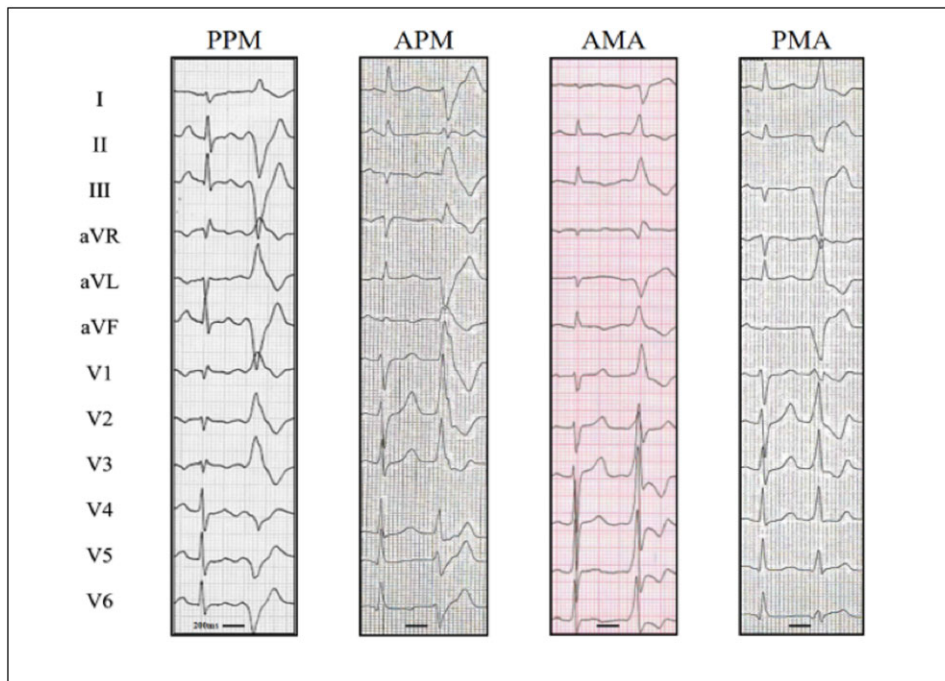 PPM APM AMA PMA
I
II
III
aVR
aVL
aVF
V1
V2
V3
V4
V5
V6
200ms